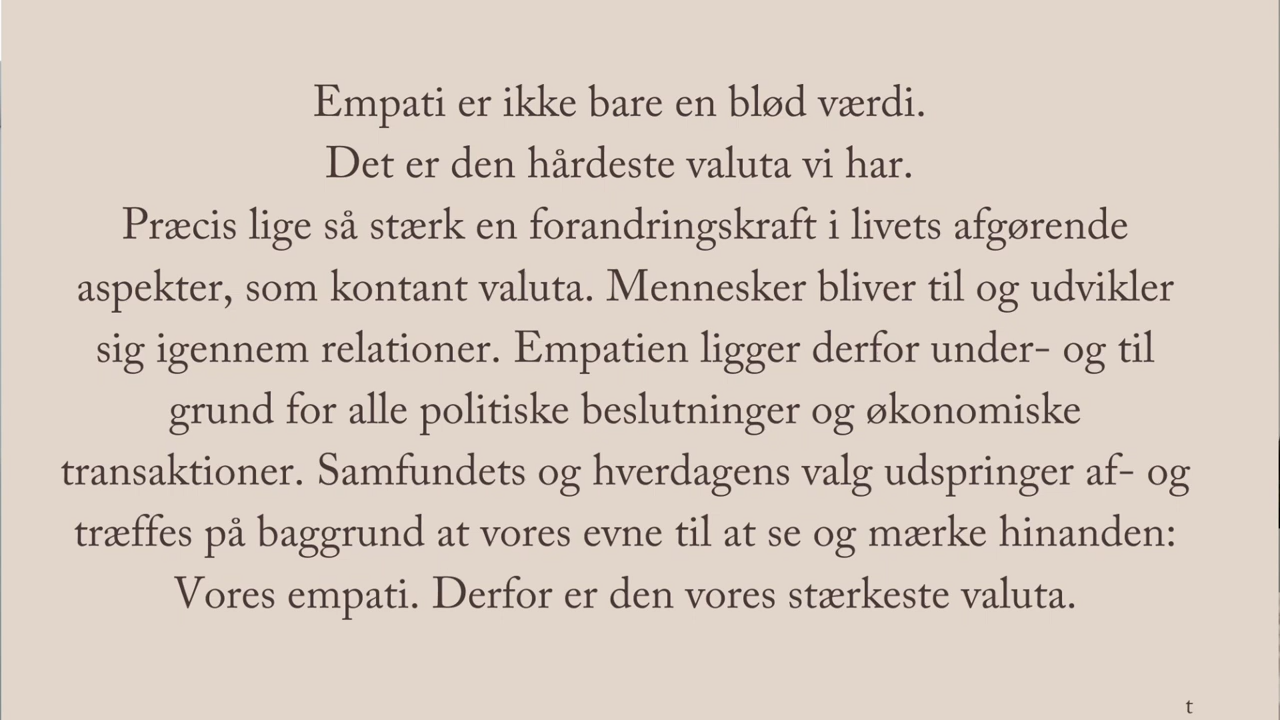 Empati er ikke bare en blød værdi.
Det er den hårdeste valuta vi har.
Præcis lige så stærk en forandringskraft i livets afgørende
aspekter, som kontant valuta. Mennesker bliver til og udvikler
sig igennem relationer. Empatien ligger derfor under- og til
grund for alle politiske beslutninger og økonomiske
transaktioner. Samfundets og hverdagens valg udspringer af- og
træffes på baggrund at vores evne til at se og mærke hinanden:
Vores empati. Derfor er den vores stærkeste valuta.
t